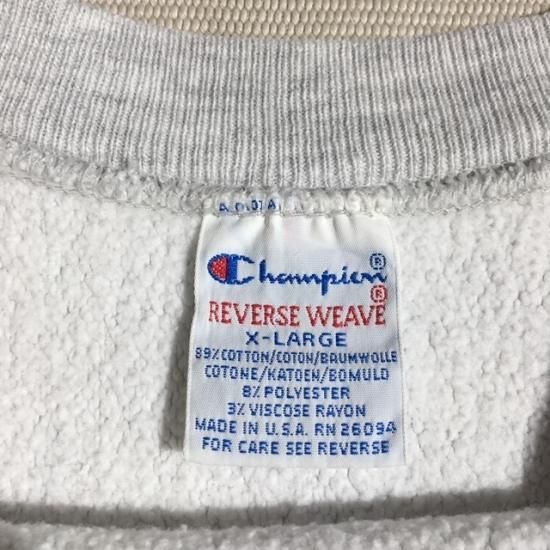 Champion®
®
REVERSE WEAVE
X-LARGE
89% COTTON/COTON/BAUMWOLLE
COTONE/KATOEN/BOMULD
8% POLYESTER
3% VISCOSE RAYON
MADE IN U.S.A. RN 26094
FOR CARE SEE REVERSE